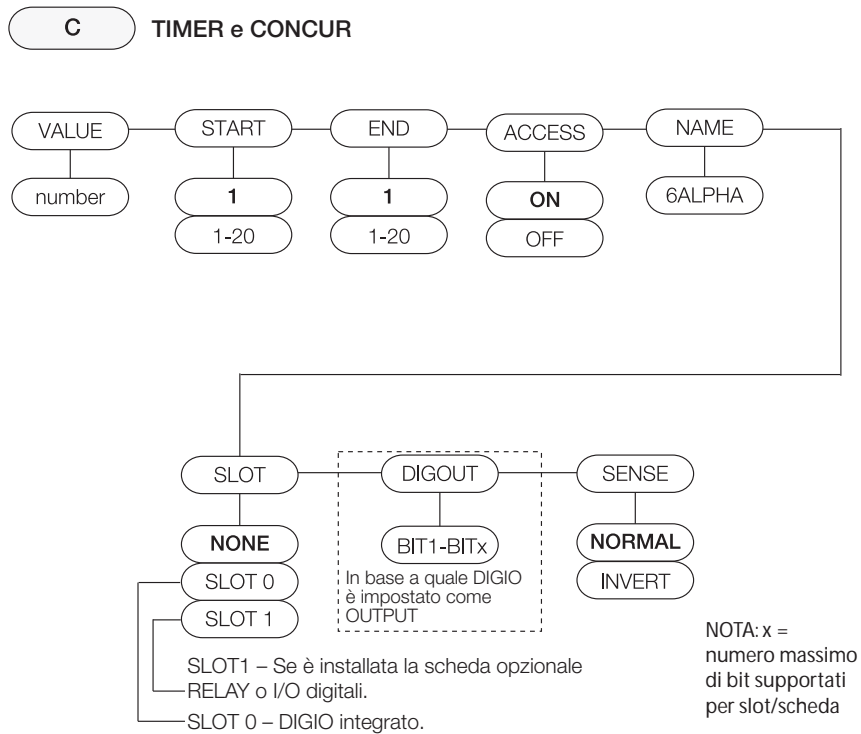 C TIMER e CONCUR
VALUE START END ACCESS NAME
number 1 1 ON 6ALPHA
1-20 1-20 OFF
SLOT DIGOUT SENSE
NONE BIT1-BITx NORMAL
SLOT 0 In base a quale DIGIO INVERT
è impostato come
SLOT 1 OUTPUT
NOTA: x =
numero massimo
di bit supportati
per slot/scheda
SLOT1 – Se è installata la scheda opzionale
RELAY o I/O digitali.
SLOT 0 – DIGIO integrato.